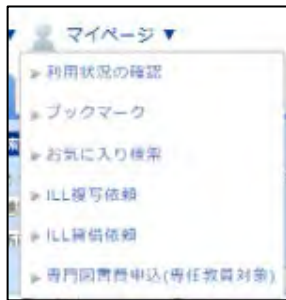 マイページ ▼
利用状況の確認
ブックマーク
お気に入り検索
ILL複写依頼
ILL貸借依頼
専門図書費申込(専任教員対象)